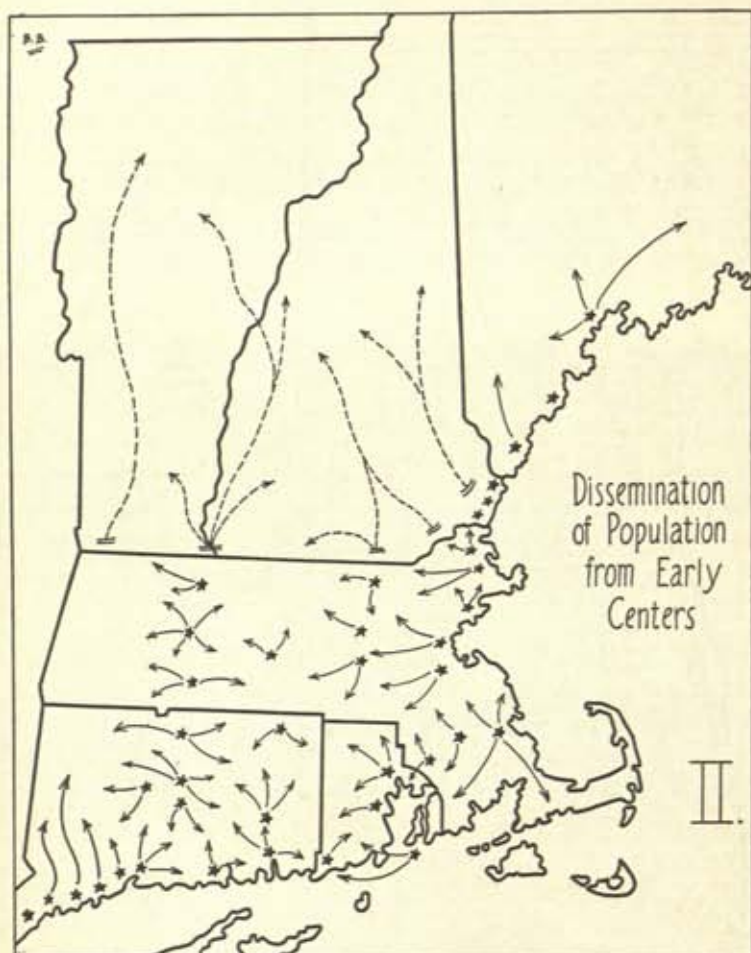 Dissemination
of Population
from Early
Centers
II.